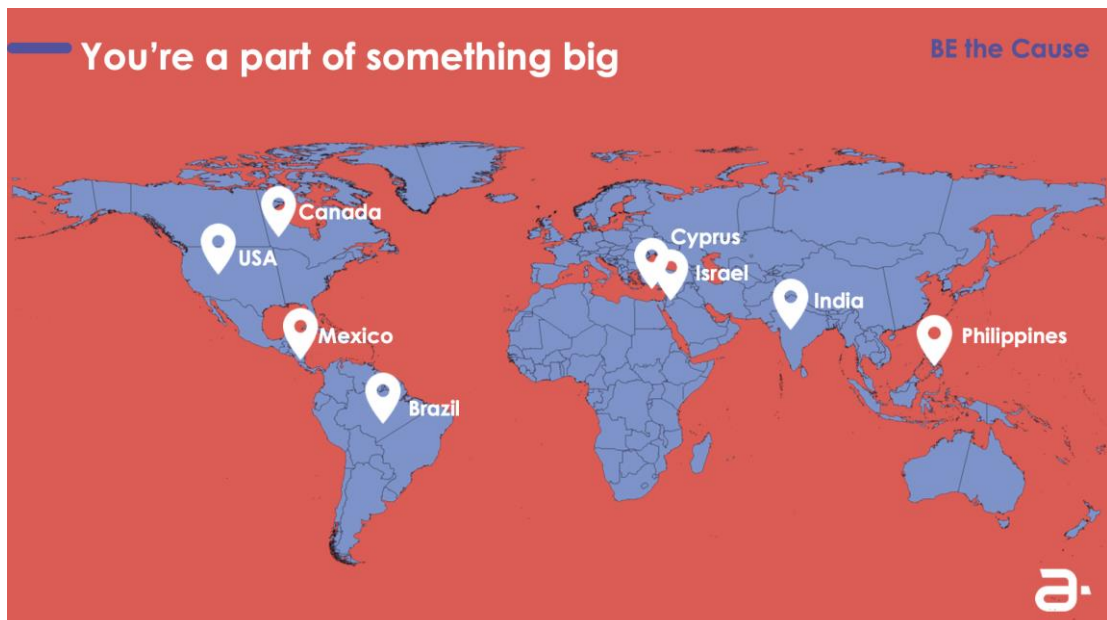 You're a part of something big
BE the Cause
Canada
USA
Cyprus
Israel
India
Mexico
Philippines
Brazil
a.